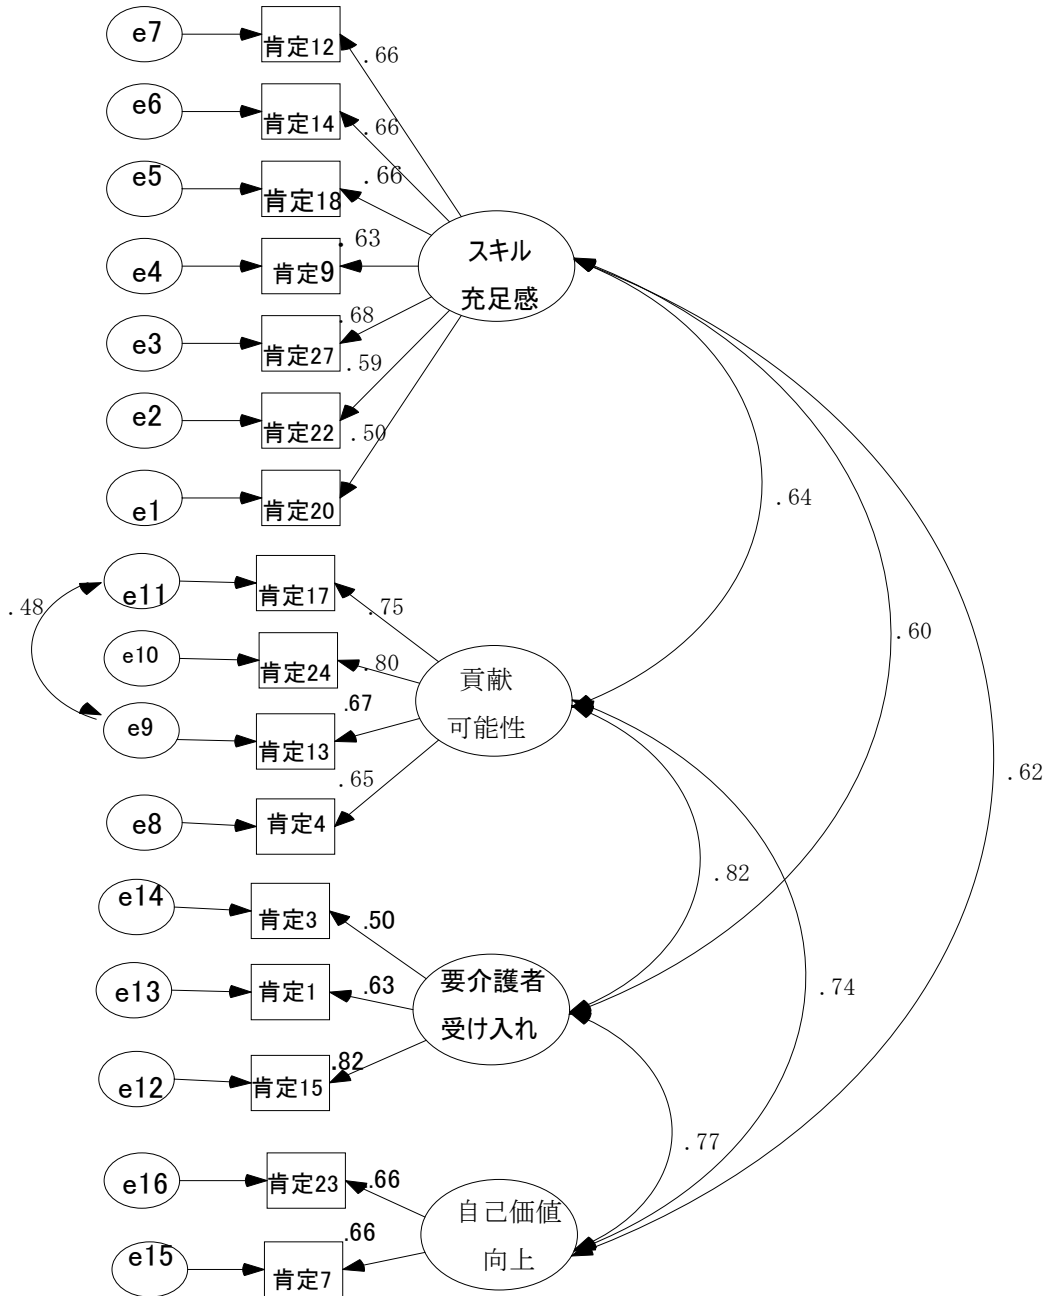 e7
肯定12
.66
e6
肯定14
.66
e5
肯定18
.66
e4
肯定9
.63
スキル
充足感
e3
肯定27
.68
e2
肯定22
.59
e1
肯定20
.50
.64
.48
e11
肯定17
.75
.60
e10
肯定24
.80
貢献
可能性
e9
肯定13
.67
e8
肯定4
.65
.62
.82
e14
肯定3
.50
e13
肯定1
.63
要介護者
受け入れ
.74
e12
肯定15
.82
.77
e16
肯定23
.66
自己価値
向上
e15
肯定7
.66